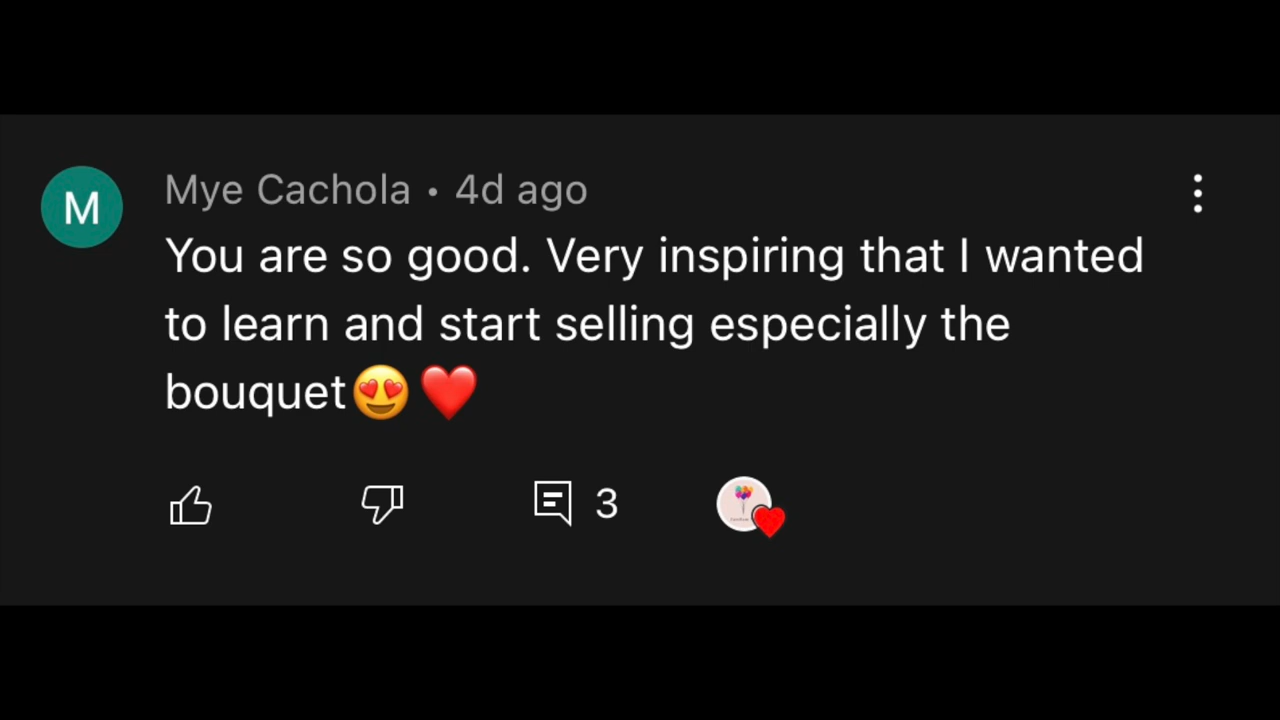 M
Mye Cachola • 4d ago
You are so good. Very inspiring that I wanted
to learn and start selling especially the
bouquet😍❤️
3